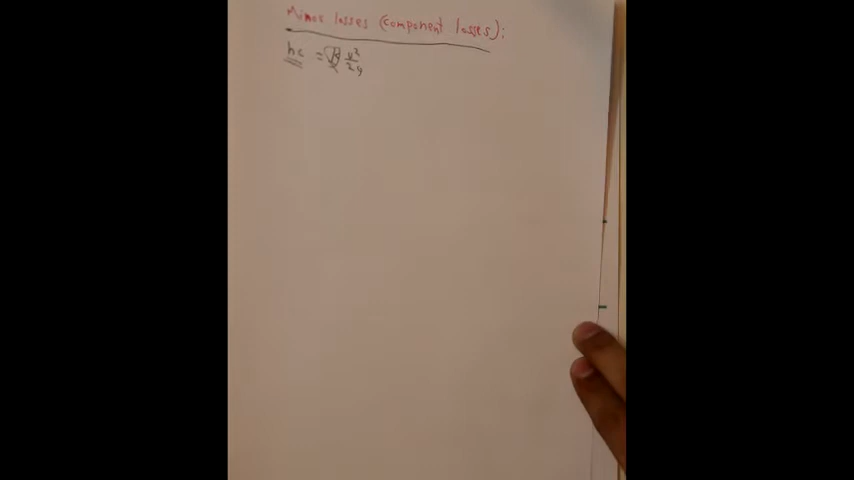 Minor losses (component losses):
hc = K v²/2g